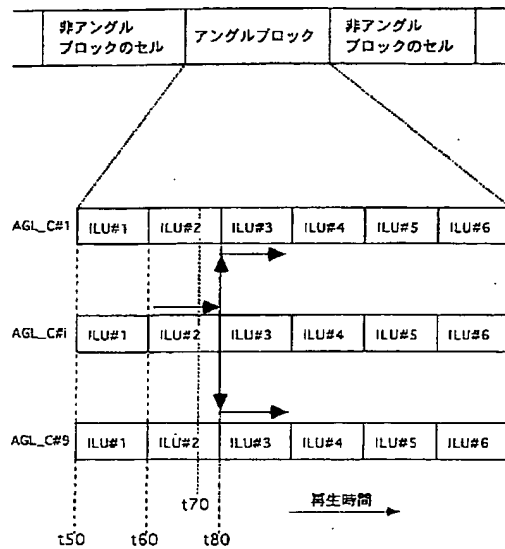 非アングル
ブロックのセル
アングルブロック
非アングル
ブロックのセル
AGL_C#1
ILU#1
ILU#2
ILU#3
ILU#4
ILU#5
ILU#6
AGL_C#i
ILU#1
ILU#2
ILU#3
ILU#4
ILU#5
ILU#6
AGL_C#9
ILU#1
ILU#2
ILU#3
ILU#4
ILU#5
ILU#6
t70
再生時間
t50
t60
t80